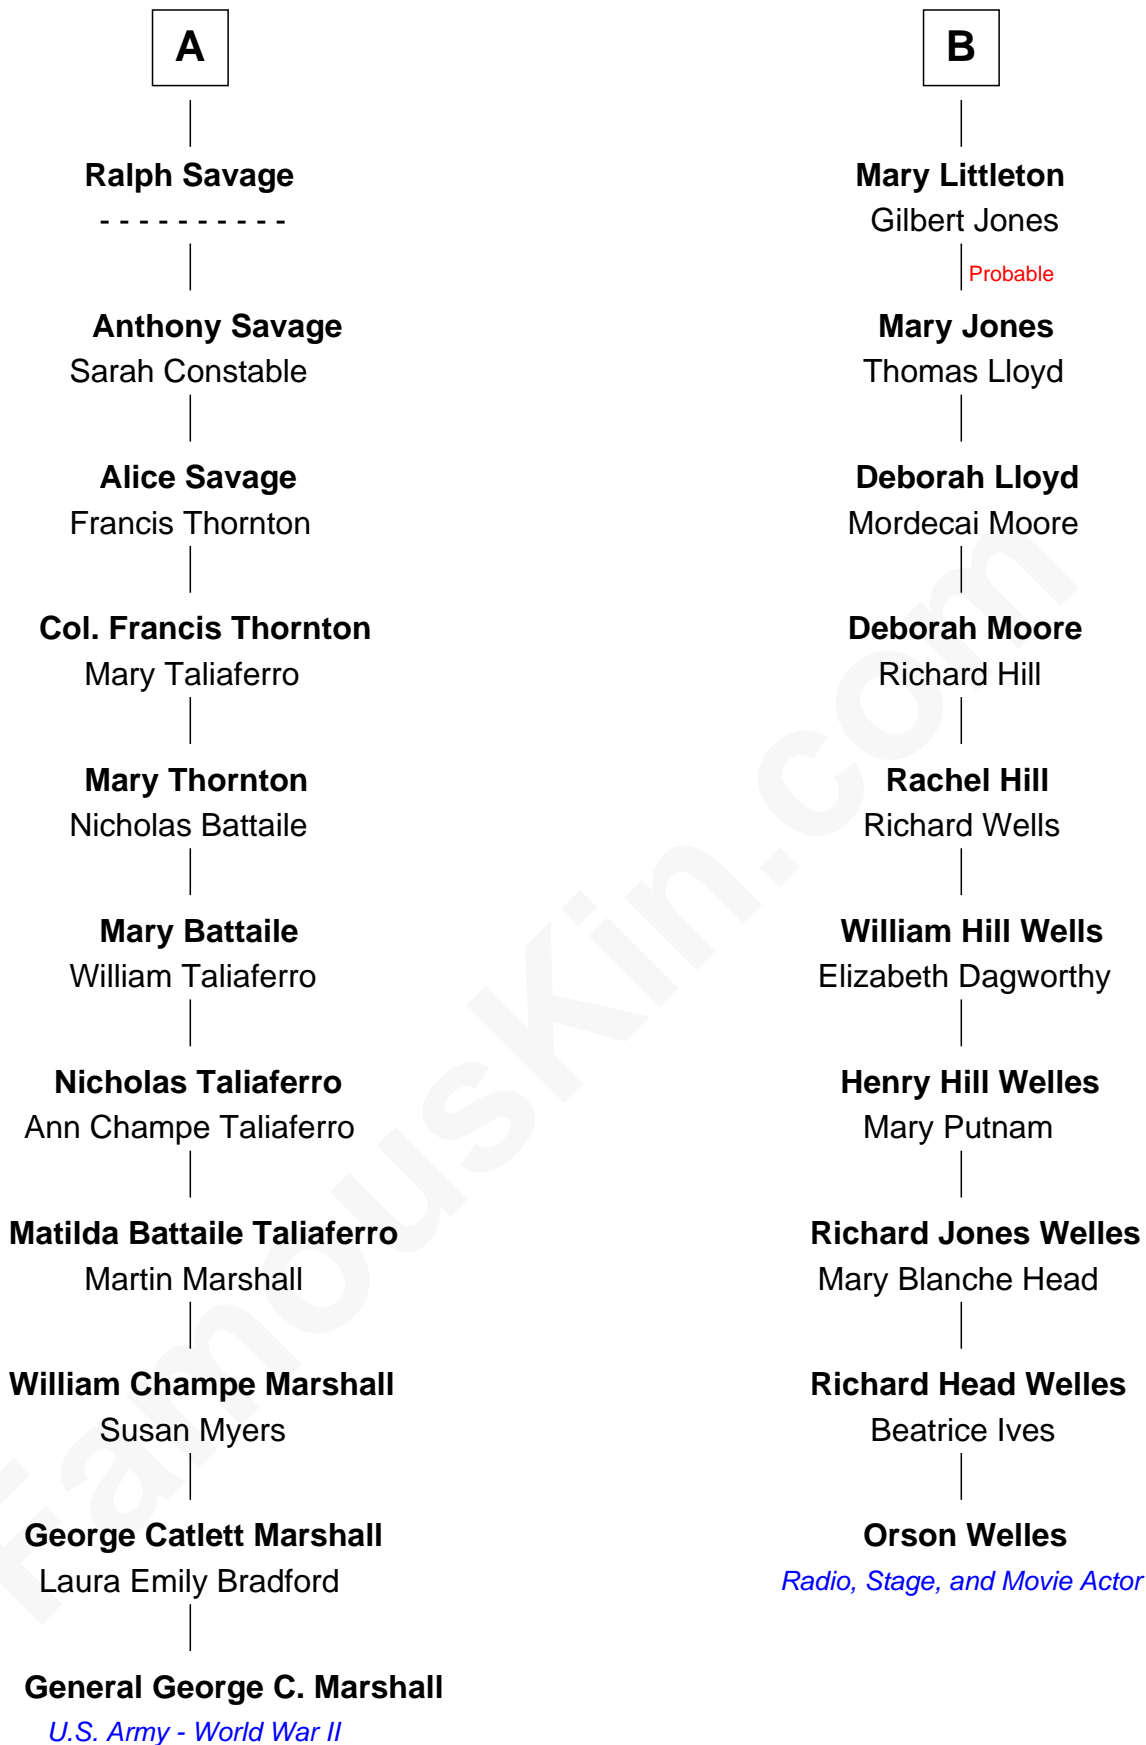 A
Ralph Savage
- - - - - - - - - -
Anthony Savage
Sarah Constable
Alice Savage
Francis Thornton
Col. Francis Thornton
Mary Taliaferro
Mary Thornton
Nicholas Battaile
Mary Battaile
William Taliaferro
Nicholas Taliaferro
Ann Champe Taliaferro
Matilda Battaile Taliaferro
Martin Marshall
William Champe Marshall
Susan Myers
George Catlett Marshall
Laura Emily Bradford
General George C. Marshall
U.S. Army - World War II
B
Mary Littleton
Gilbert Jones
Probable
Mary Jones
Thomas Lloyd
Deborah Lloyd
Mordecai Moore
Deborah Moore
Richard Hill
Rachel Hill
Richard Wells
William Hill Wells
Elizabeth Dagworthy
Henry Hill Welles
Mary Putnam
Richard Jones Welles
Mary Blanche Head
Richard Head Welles
Beatrice Ives
Orson Welles
Radio, Stage, and Movie Actor
FamousKin.com